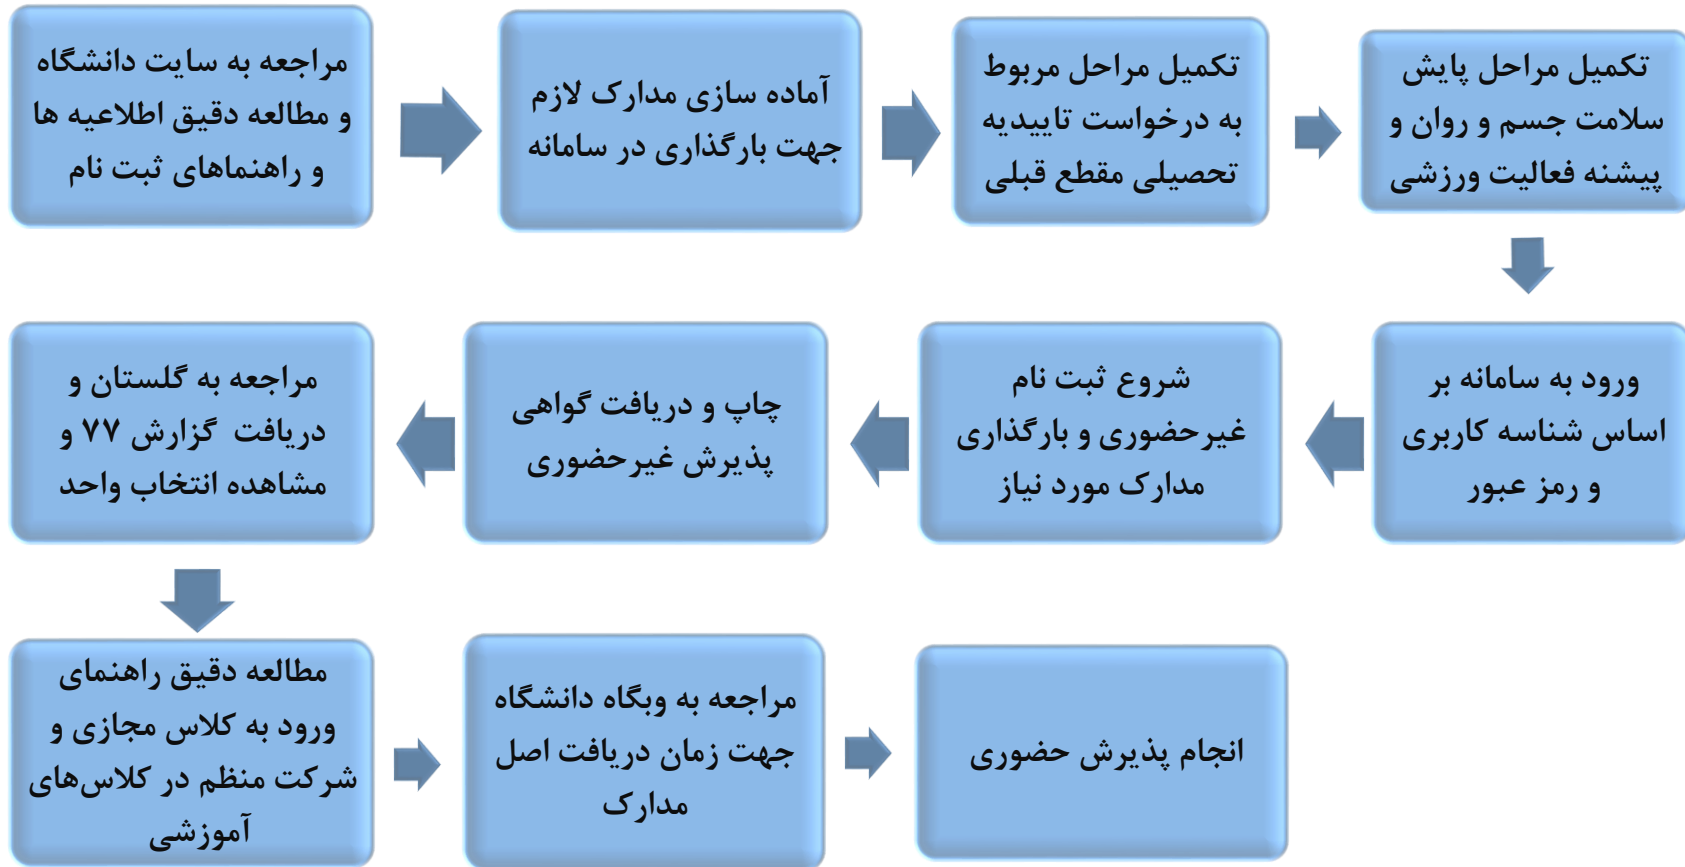 مراجعه به سایت دانشگاه
و مطالعه دقیق اطلاعیه ها
و راهنماهای ثبت نام
آماده سازی مدارک لازم
جهت بارگذاری در سامانه
تکمیل مراحل مربوط
به درخواست تاییدیه
تحصیلی مقطع قبلی
تکمیل مراحل پایش
سلامت جسم و روان و
پیشنه فعالیت ورزشی
ورود به سامانه بر
اساس شناسه کاربری
و رمز عبور
شروع ثبت نام
غیرحضوری و بارگذاری
مدارک مورد نیاز
چاپ و دریافت گواهی
پذیرش غیرحضوری
مراجعه به گلستان و
دریافت گزارش ۷۷ و
مشاهده انتخاب واحد
مطالعه دقیق راهنمای
ورود به کلاس مجازی و
شرکت منظم در کلاس‌های
آموزشی
مراجعه به وبگاه دانشگاه
جهت زمان دریافت اصل
مدارک
انجام پذیرش حضوری